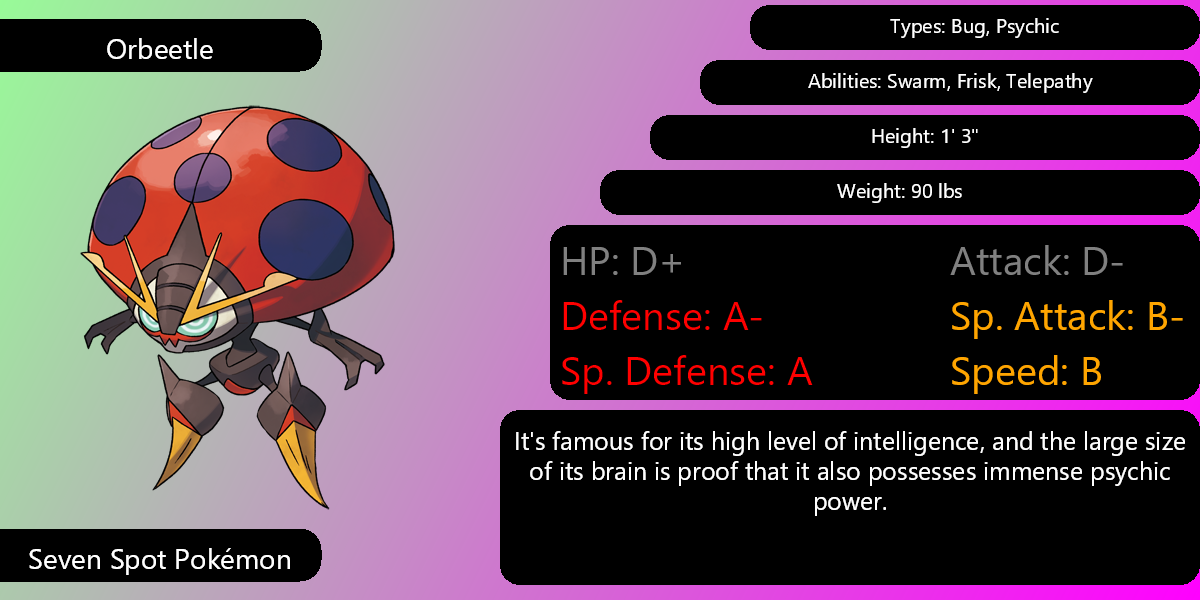 Orbeetle
Types: Bug, Psychic
Abilities: Swarm, Frisk, Telepathy
Height: 1' 3"
Weight: 90 lbs
HP: D+
Attack: D-
Defense: A-
Sp. Attack: B-
Sp. Defense: A
Speed: B
It's famous for its high level of intelligence, and the large size
of its brain is proof that it also possesses immense psychic
power.
Seven Spot Pokémon